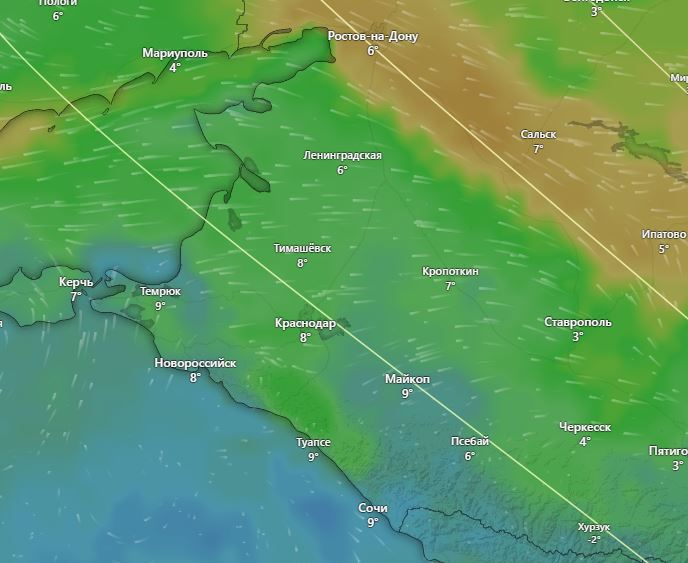 Пологи
6°
3°
Ростов-на-Дону
6°
Мариуполь
4°
Сальск
7°
Ленинградская
6°
Ипатово
5°
Тимашёвск
8°
Кропоткин
7°
Керчь
7°
Темрюк
9°
Краснодар
8°
Ставрополь
3°
Новороссийск
8°
Майкоп
9°
Черкесск
4°
Туапсе
9°
Псебай
6°
Пятиго
3°
Сочи
9°
Хурзук
-2°